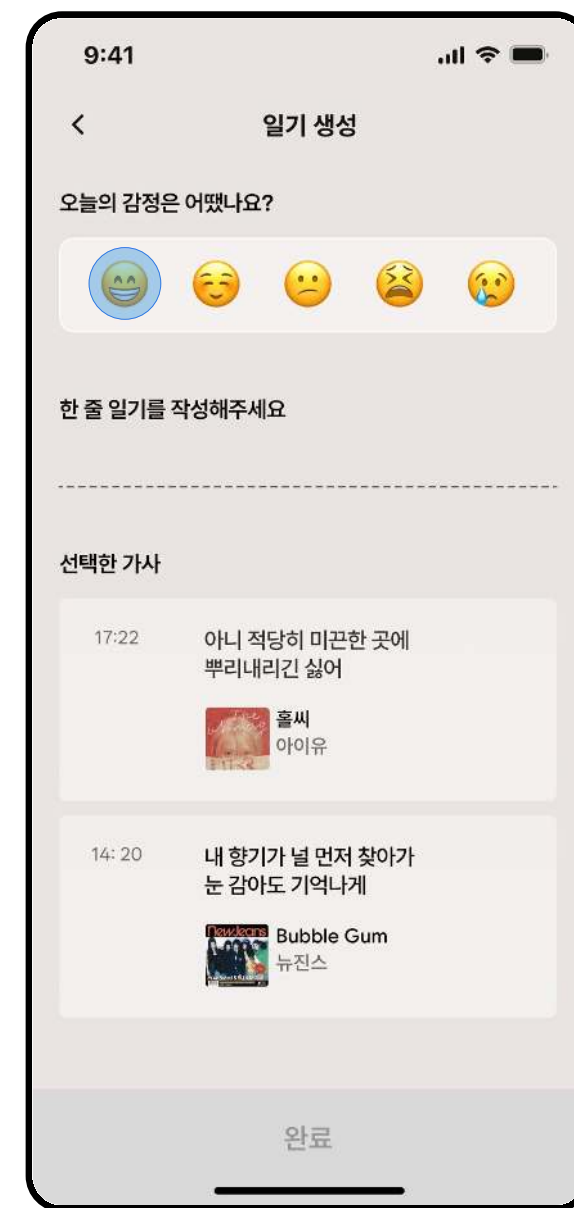 9:41
일기 생성
오늘의 감정은 어땠나요?
한 줄 일기를 작성해주세요
선택한 가사
17:22
아니 적당히 미끈한 곳에
뿌리내리긴 싫어
홀씨
아이유
14: 20
내 향기가 널 먼저 찾아가
눈 감아도 기억나게
NewJeans
Bubble Gum
뉴진스
완료